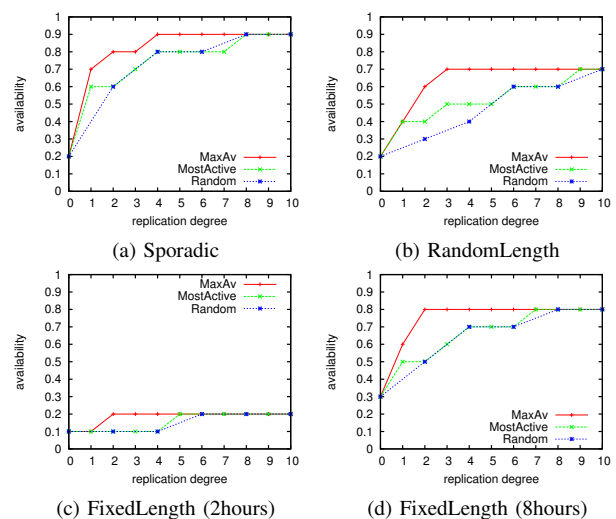 1
0.9
0.8
0.7
0.6
0.5
0.4
0.3
0.2
0.1
0
availability
MaxAv
MostActive
Random
0 1 2 3 4 5 6 7 8 9 10
replication degree
(a) Sporadic
1
0.9
0.8
0.7
0.6
0.5
0.4
0.3
0.2
0.1
0
availability
MaxAv
MostActive
Random
0 1 2 3 4 5 6 7 8 9 10
replication degree
(b) RandomLength
1
0.9
0.8
0.7
0.6
0.5
0.4
0.3
0.2
0.1
0
availability
MaxAv
MostActive
Random
0 1 2 3 4 5 6 7 8 9 10
replication degree
(c) FixedLength (2hours)
1
0.9
0.8
0.7
0.6
0.5
0.4
0.3
0.2
0.1
0
availability
MaxAv
MostActive
Random
0 1 2 3 4 5 6 7 8 9 10
replication degree
(d) FixedLength (8hours)